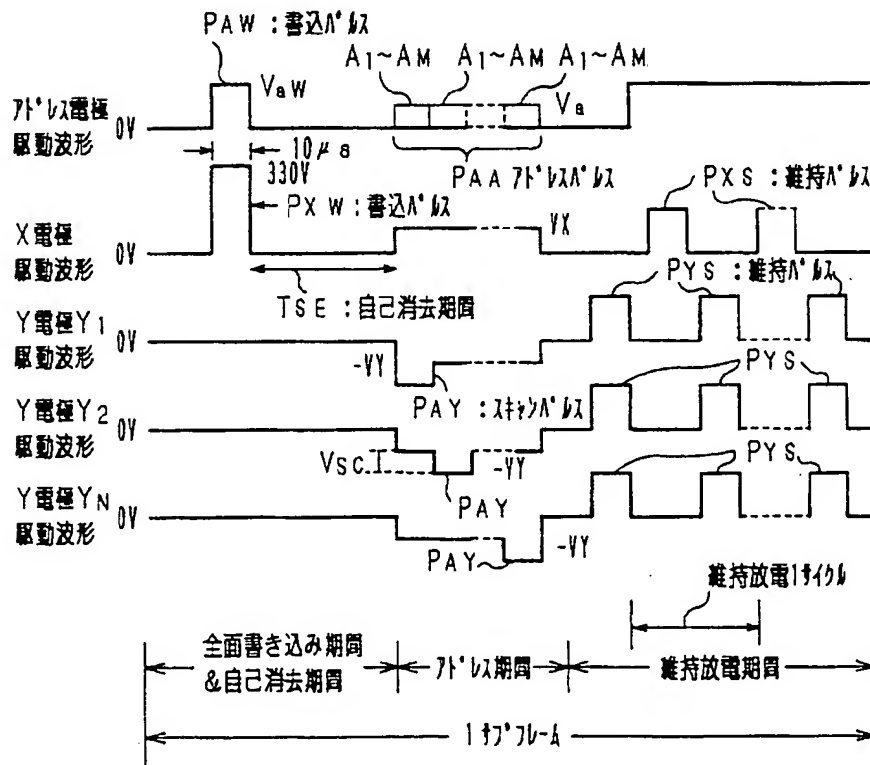 PAW：書込パルス
A1~AM A1~AM A1~AM
VaW
Va
アドレス電極
駆動波形
0V
10μs
PAA アドレスパルス
330V
PXW：書込パルス
PXS：維持パルス
X電極
駆動波形
0V
VX
TSE：自己消去期間
PYS：維持パルス
Y電極Y1
駆動波形
0V
-VY
PAY：スキャンパルス
PYS
Y電極Y2
駆動波形
0V
VSC
-VY
PAY
PYS
Y電極YN
駆動波形
0V
PAY
-VY
維持放電1サイクル
全面書き込み期間
&自己消去期間
アドレス期間
維持放電期間
1サブフレーム